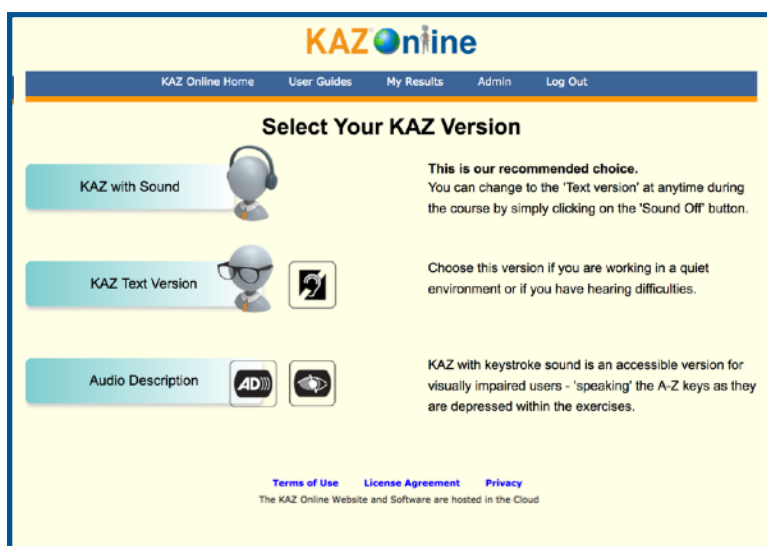 KAZ Online
KAZ Online Home User Guides My Results Admin Log Out
Select Your KAZ Version
KAZ with Sound
This is our recommended choice.
You can change to the 'Text version' at anytime during
the course by simply clicking on the 'Sound Off' button.
KAZ Text Version
Choose this version if you are working in a quiet
environment or if you have hearing difficulties.
Audio Description
AD
KAZ with keystroke sound is an accessible version for
visually impaired users - 'speaking' the A-Z keys as they
are depressed within the exercises.
Terms of Use License Agreement Privacy
The KAZ Online Website and Software are hosted in the Cloud